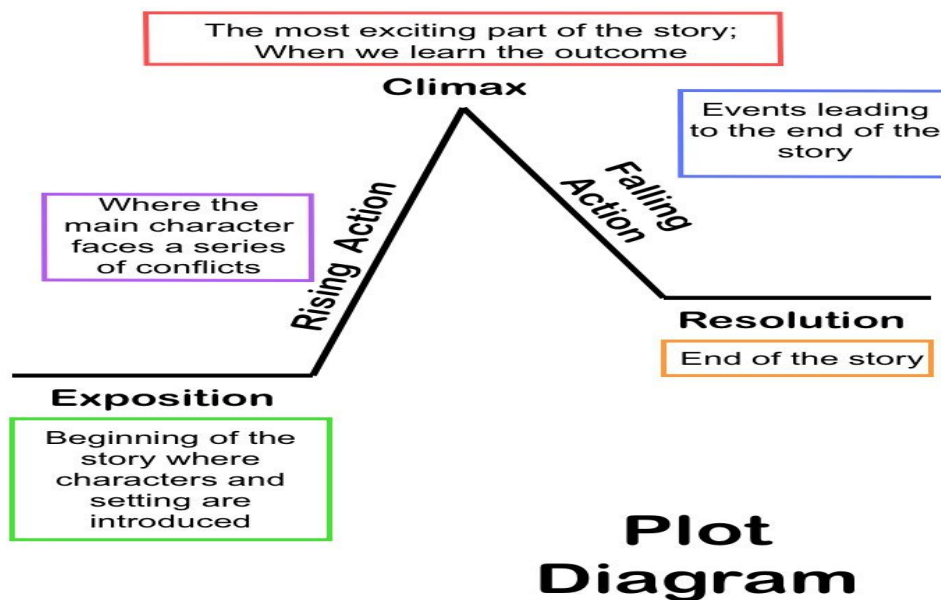 The most exciting part of the story;
When we learn the outcome
Climax
Events leading
to the end of the
story
Falling
Action
Where the
main character
faces a series
of conflicts
Rising Action
Resolution
End of the story
Exposition
Beginning of the
story where
characters and
setting are
introduced
Plot
Diagram